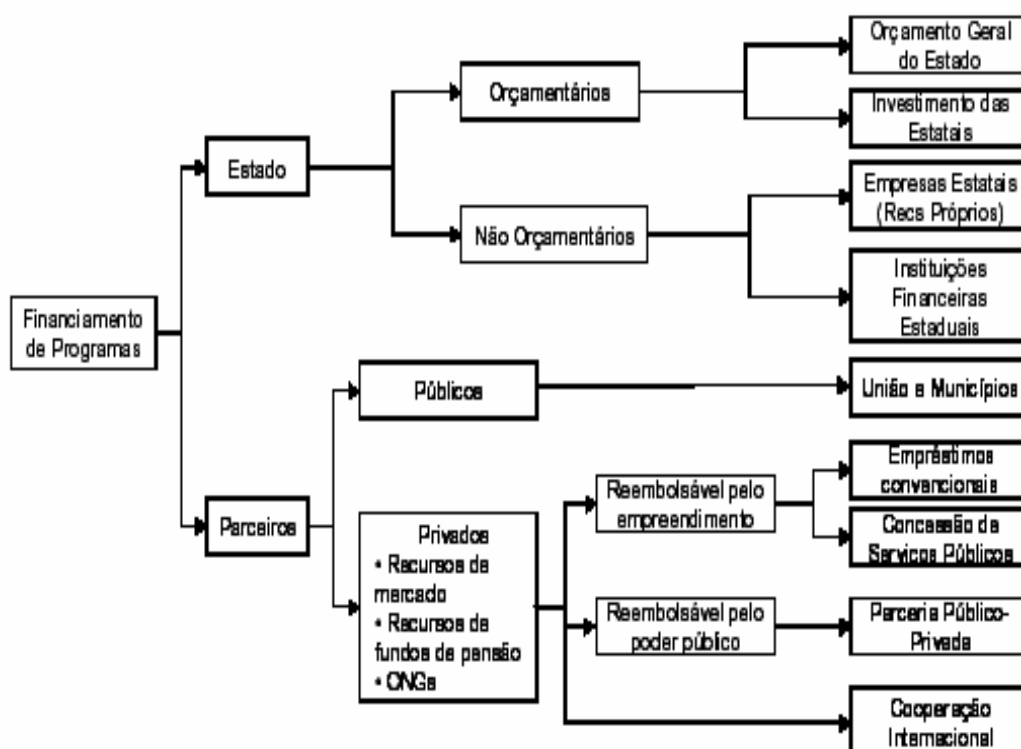 Financiamento
de Programas
Estado
Orçamentários
Orçamento Geral
do Estado
Investimento das
Estatais
Não Orçamentários
Empresas Estatais
(Recs Próprios)
Instituições
Financeiras
Estaduais
Parceiros
Públicos
União e Municípios
Privados
• Recursos de
mercado
• Recursos de
fundos de pensão
• ONGs
Reembolsável pelo
empreendimento
Empréstimos
convencionais
Concessão de
Serviços Públicos
Reembolsável pelo
poder público
Parceria Público-
Privada
Cooperação
Internacional